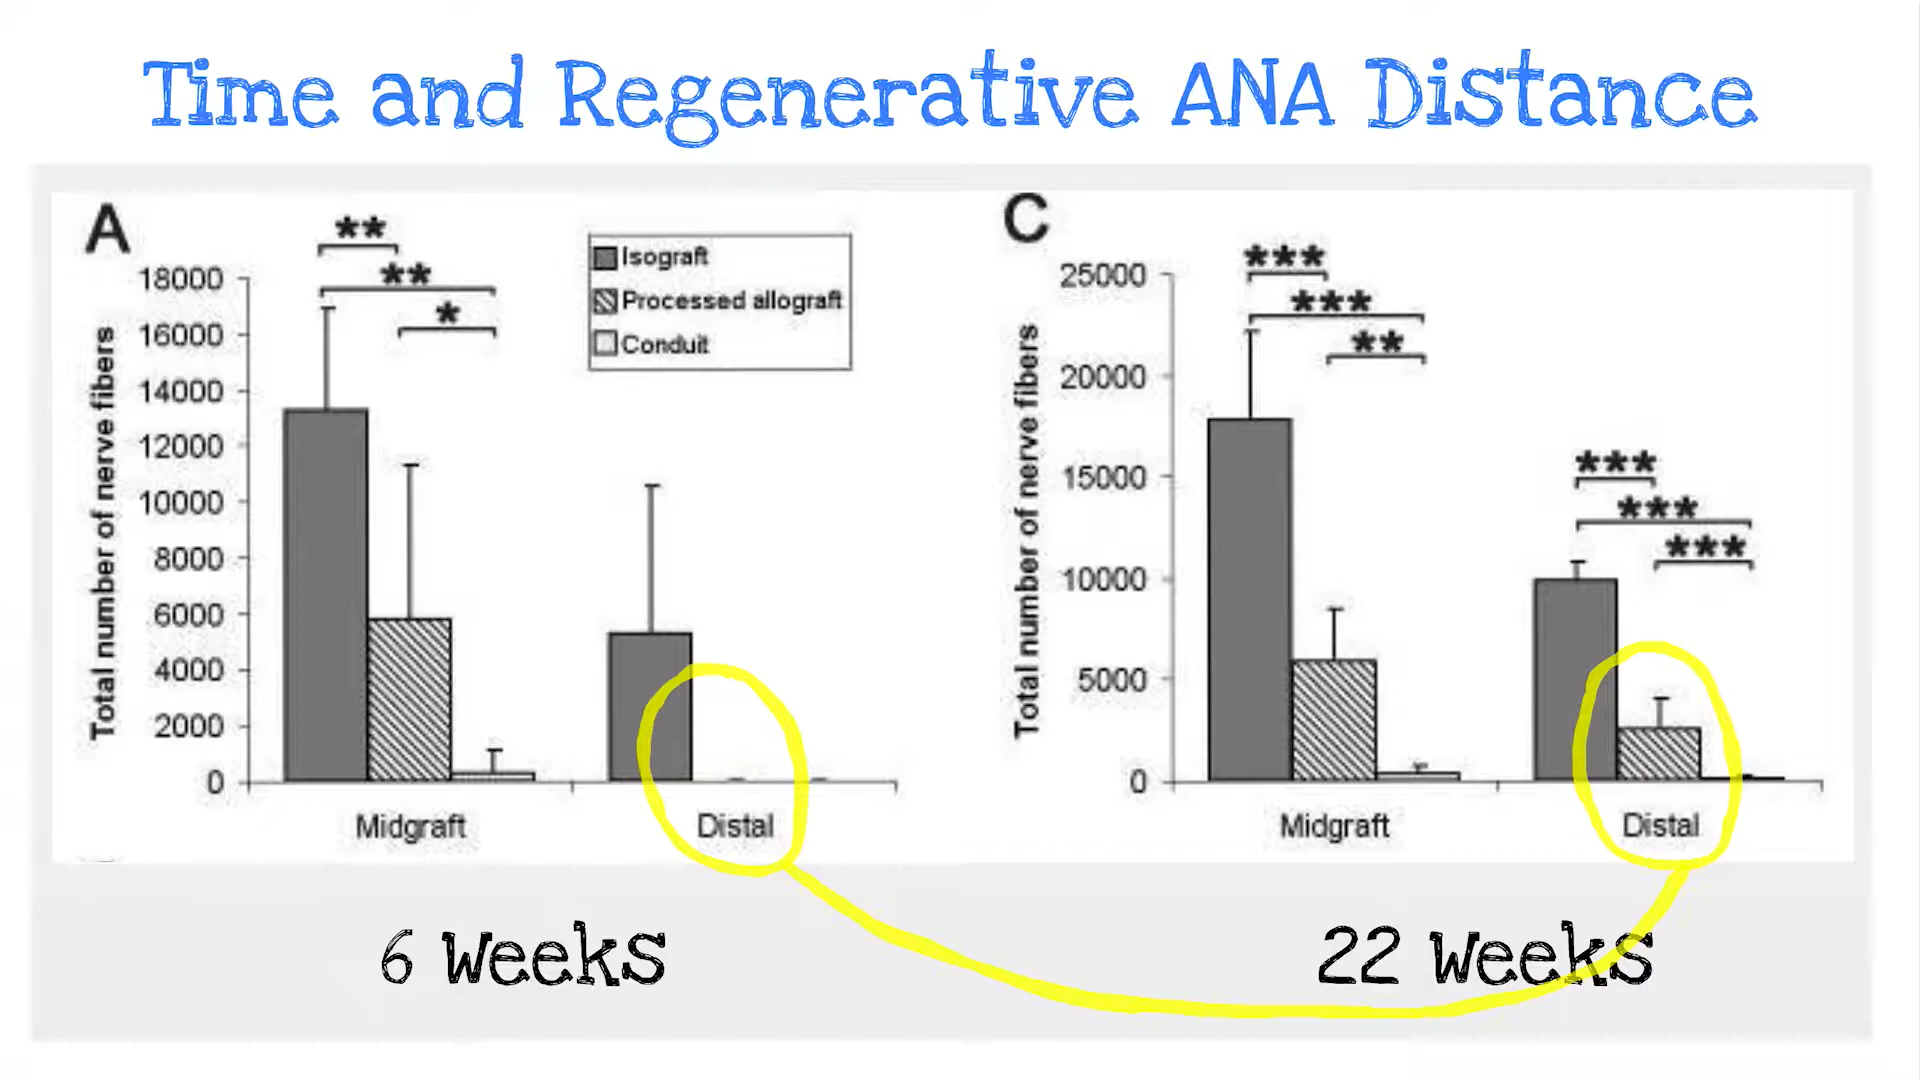 Time and Regenerative ANA Distance
A
**
**
*
Isograft
Processed allograft
Conduit
Total number of nerve fibers
18000
16000
14000
12000
10000
8000
6000
4000
2000
0
Midgraft
Distal
6 Weeks
C
***
***
**
***
***
***
Total number of nerve fibers
25000
20000
15000
10000
5000
0
Midgraft
Distal
22 Weeks